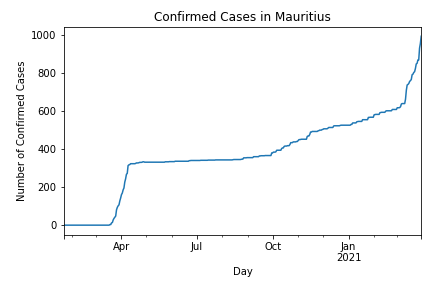 Confirmed Cases in Mauritius
1000
800
600
400
200
0
Number of Confirmed Cases
Apr
Jul
Oct
Jan
2021
Day